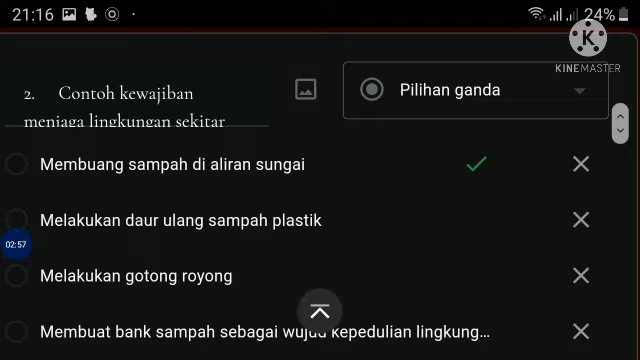 21:16
24%
KINEMASTER
2. Contoh kewajiban
menjaga lingkungan sekitar
Pilihan ganda
Membuang sampah di aliran sungai
Melakukan daur ulang sampah plastik
02:57
Melakukan gotong royong
Membuat bank sampah sebagai wujud kepedulian lingkung...